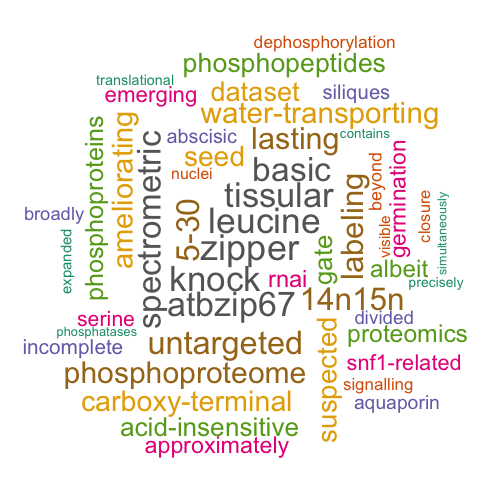 dephosphorylation
phosphopeptides
translational
emerging
dataset
siliques
water-transporting
phosphoproteins
ameliorating
spectrometric
abscisic
lasting
contains
seed
basic
nuclei
tissular
beyond
germination
broadly
5-30
leucine
labeling
visible
closure
simultaneously
expanded
zipper
gate
albeit
knock
rnai
precisely
atbzip67
14n15n
serine
divided
phosphatases
incomplete
untargeted
suspected
proteomics
phosphoproteome
snf1-related
signalling
carboxy-terminal
aquaporin
acid-insensitive
approximately